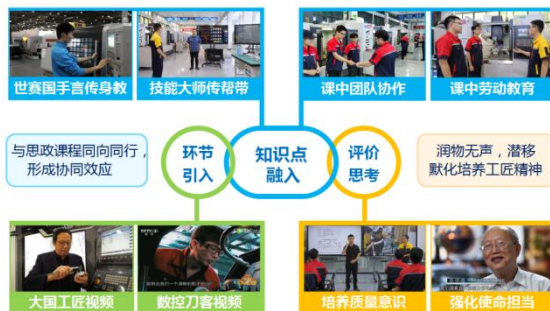 世赛国手言传身教
技能大师传帮带
课中团队协作
课中劳动教育
与思政课程同向同行，
形成协同效应
环节
引入
知识点
融入
评价
思考
润物无声，潜移
默化培养工匠精神
大国工匠视频
数控刀客视频
培养质量意识
强化使命担当